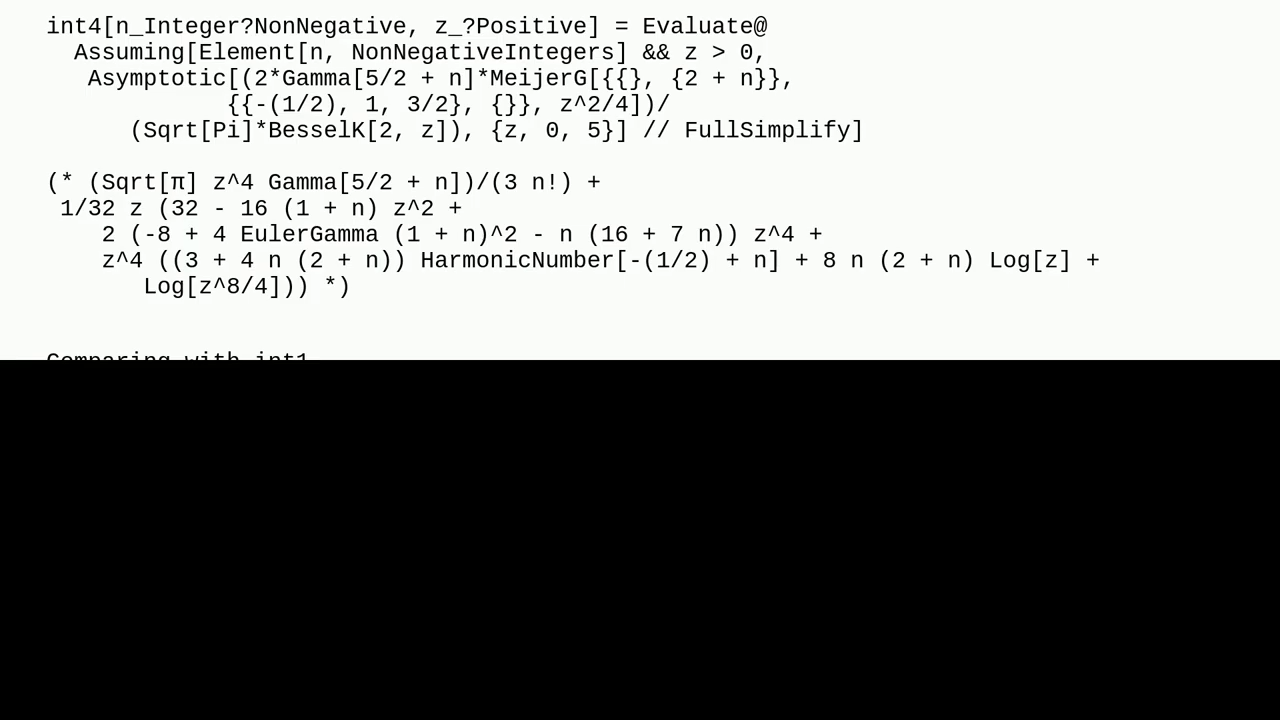 int4[n_Integer?NonNegative, z_?Positive] = Evaluate@
Assuming[Element[n, NonNegativeIntegers] && z > 0,
Asymptotic[(2*Gamma[5/2 + n]*MeijerG[{{}, {2 + n}},
{{-(1/2), 1, 3/2}, {}}, z^2/4])/
(Sqrt[Pi]*BesselK[2, z]), {z, 0, 5}] // FullSimplify]
(* (Sqrt[π] z^4 Gamma[5/2 + n])/(3 n!) +
1/32 z (32 - 16 (1 + n) z^2 +
2 (-8 + 4 EulerGamma (1 + n)^2 - n (16 + 7 n)) z^4 +
z^4 ((3 + 4 n (2 + n)) HarmonicNumber[-(1/2) + n] + 8 n (2 + n) Log[z] +
Log[z^8/4])) *)
Comparing with int1